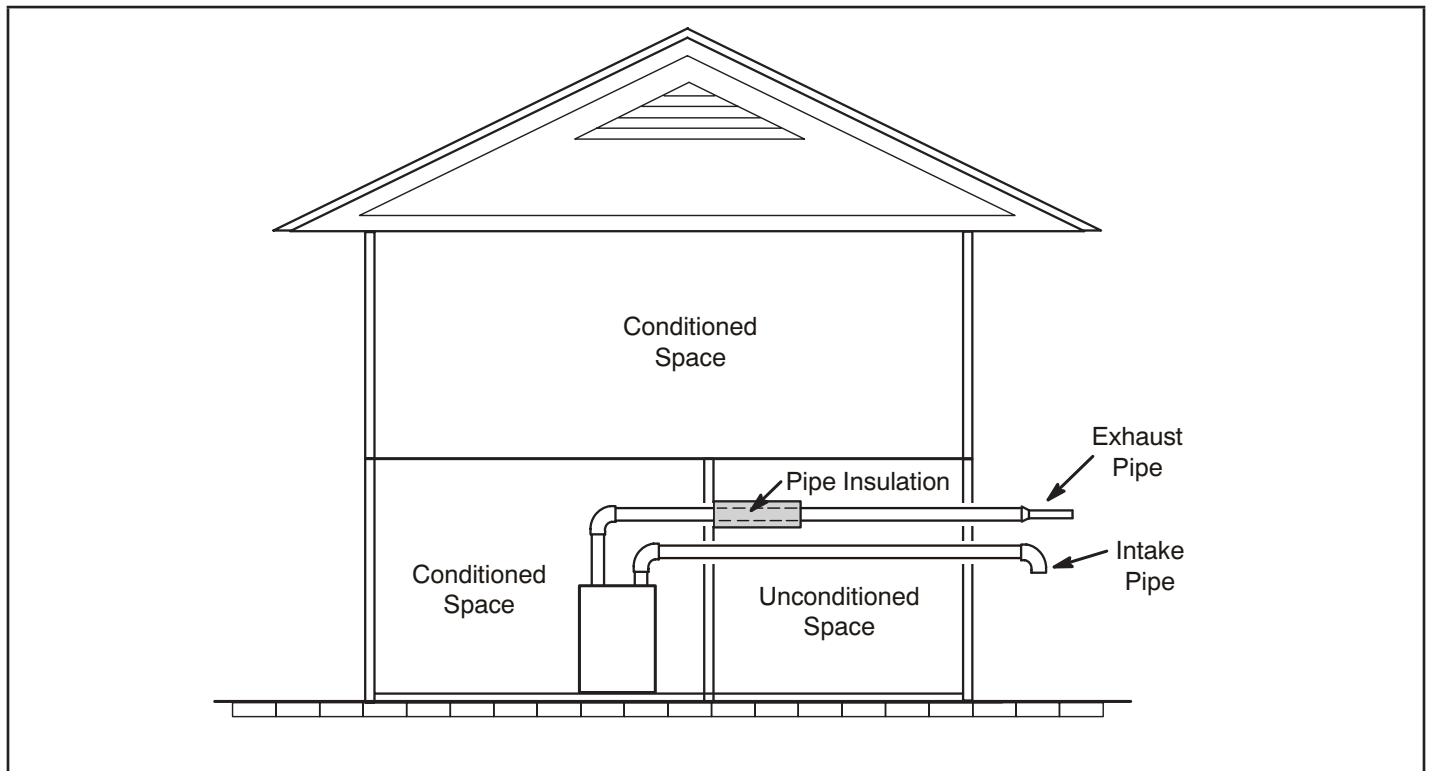 Conditioned
Space
Exhaust
Pipe
Pipe Insulation
Intake
Pipe
Conditioned
Space
Unconditioned
Space